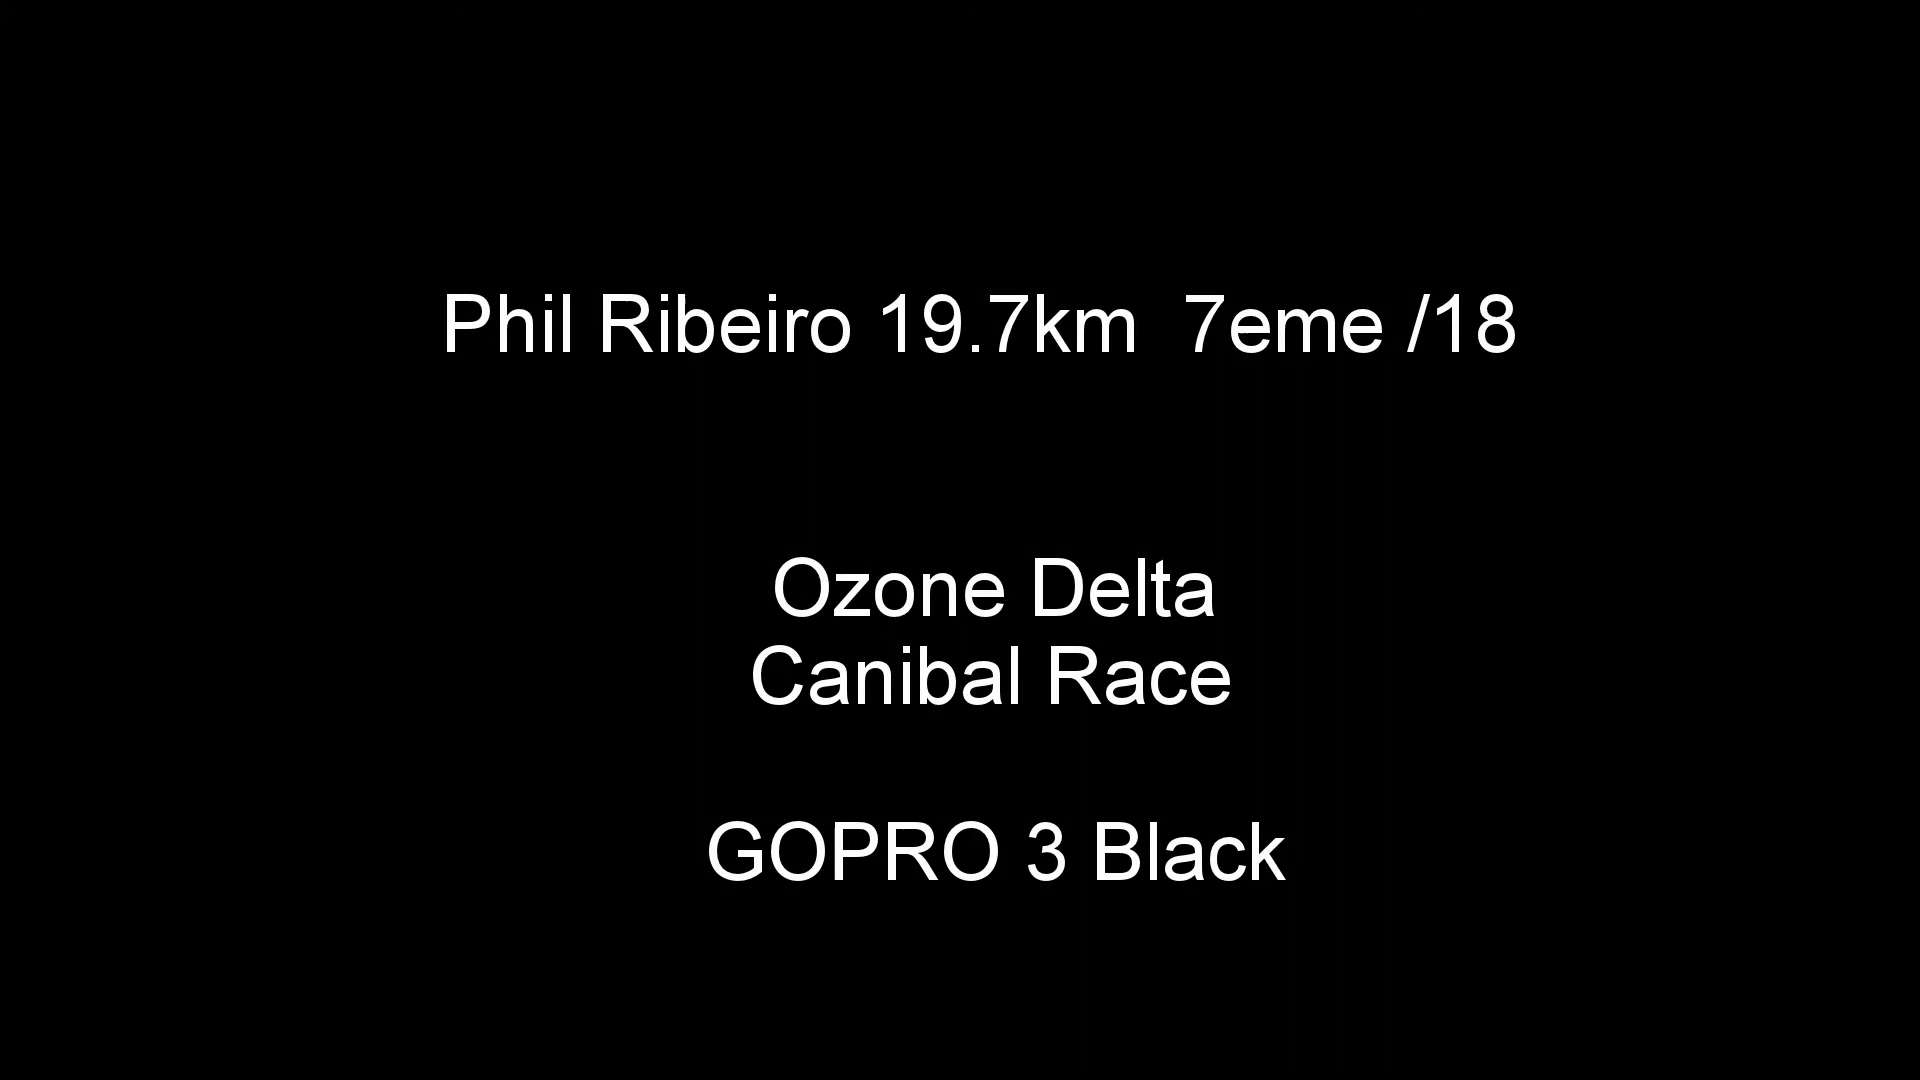 Phil Ribeiro 19.7km  7eme /18
Ozone Delta
Canibal Race
GOPRO 3 Black